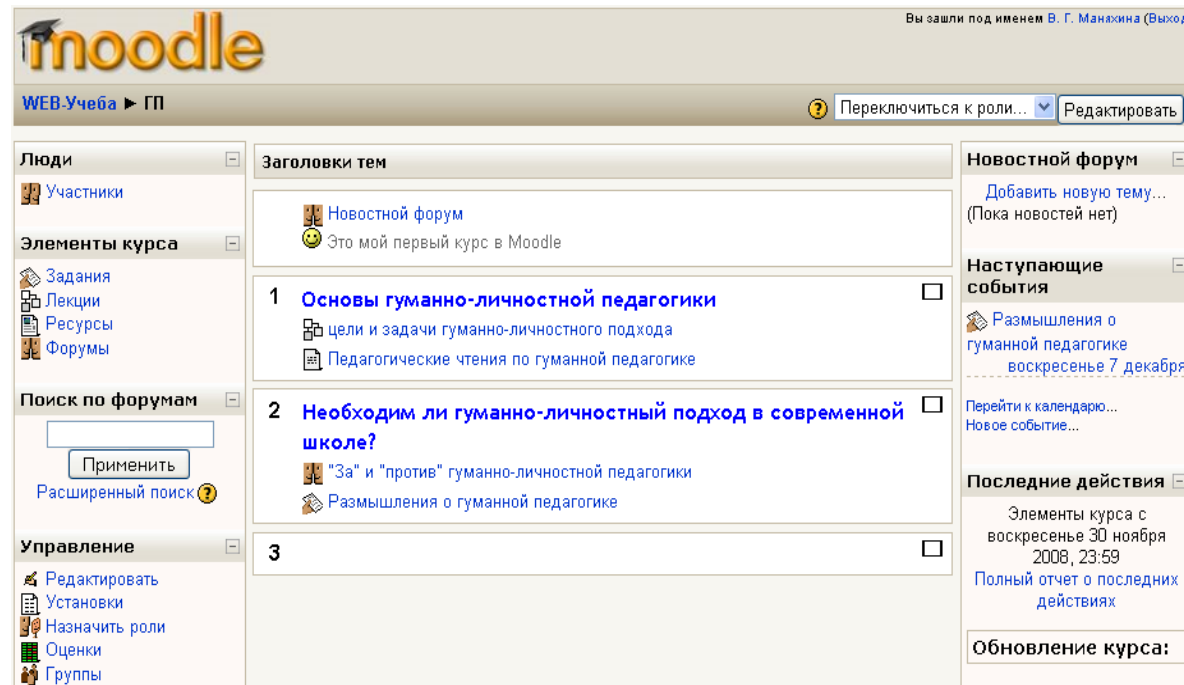 moodle
Вы зашли под именем В. Г. Маняхина (Выход
WEB-Учеба ► ГП
Переключиться к роли...
Редактировать
Люди
Участники
Элементы курса
Задания
Лекции
Ресурсы
Форумы
Поиск по форумам
Применить
Расширенный поиск
Управление
Редактировать
Установки
Назначить роли
Оценки
Группы
Заголовки тем
Новостной форум
Это мой первый курс в Moodle
1 Основы гуманно-личностной педагогики
цели и задачи гуманно-личностного подхода
Педагогические чтения по гуманной педагогике
2 Необходим ли гуманно-личностный подход в современной
школе?
"За" и "против" гуманно-личностной педагогики
Размышления о гуманной педагогике
3
Новостной форум
Добавить новую тему...
(Пока новостей нет)
Наступающие
события
Размышления о
гуманной педагогике
воскресенье 7 декабря
Перейти к календарю...
Новое событие...
Последние действия
Элементы курса с
воскресенье 30 ноября
2008, 23:59
Полный отчет о последних
действиях
Обновление курса: